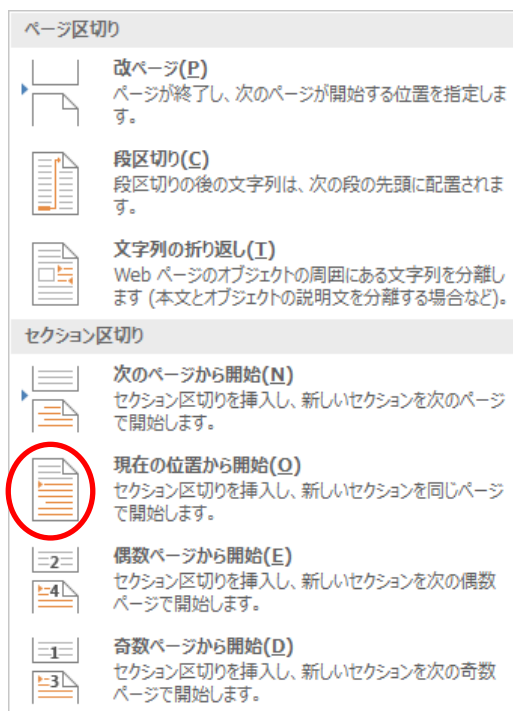 ページ区切り
改ページ(P)
ページが終了し、次のページが開始する位置を指定しま
す。
段区切り(C)
段区切りの後の文字列は、次の段の先頭に配置されま
す。
文字列の折り返し(T)
Web ページのオブジェクトの周囲にある文字列を分離し
ます (本文とオブジェクトの説明文を分離する場合など)。
セクション区切り
次のページから開始(N)
セクション区切りを挿入し、新しいセクションを次のページ
で開始します。
現在の位置から開始(O)
セクション区切りを挿入し、新しいセクションを同じページ
で開始します。
2
4
偶数ページから開始(E)
セクション区切りを挿入し、新しいセクションを次の偶数
ページで開始します。
1
3
奇数ページから開始(D)
セクション区切りを挿入し、新しいセクションを次の奇数
ページで開始します。